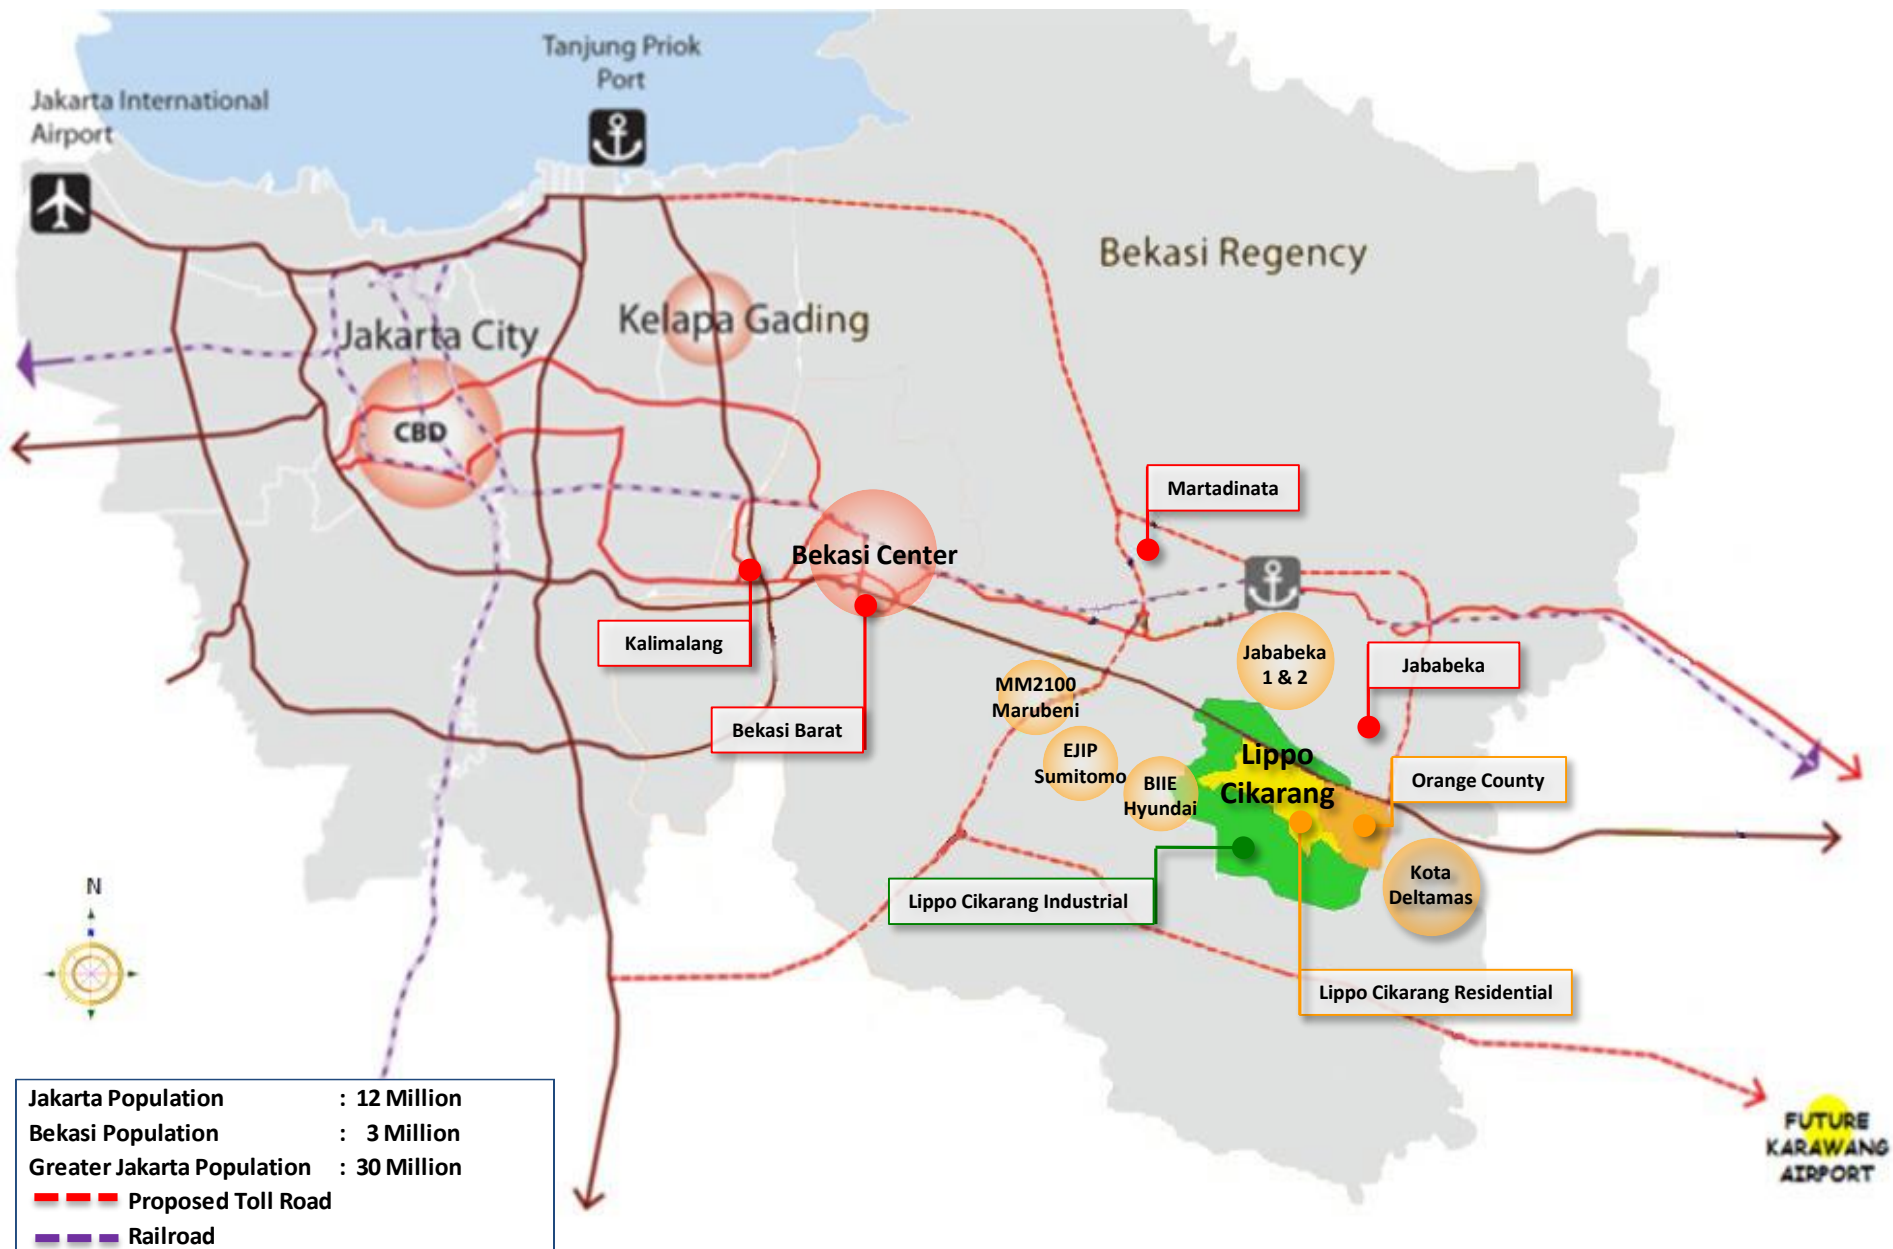 Tanjung Priok
Port
Jakarta International
Airport
Bekasi Regency
Kelapa Gading
Jakarta City
CBD
Martadinata
Bekasi Center
Kalimalang
Jababeka
1 & 2
Jababeka
MM2100
Marubeni
Bekasi Barat
EJIP
Sumitomo
BIIE
Hyundai
Lippo
Cikarang
Orange County
Kota
Deltamas
Lippo Cikarang Industrial
Lippo Cikarang Residential
N
Jakarta Population : 12 Million
Bekasi Population : 3 Million
Greater Jakarta Population : 30 Million
Proposed Toll Road
Railroad
FUTURE
KARAWANG
AIRPORT